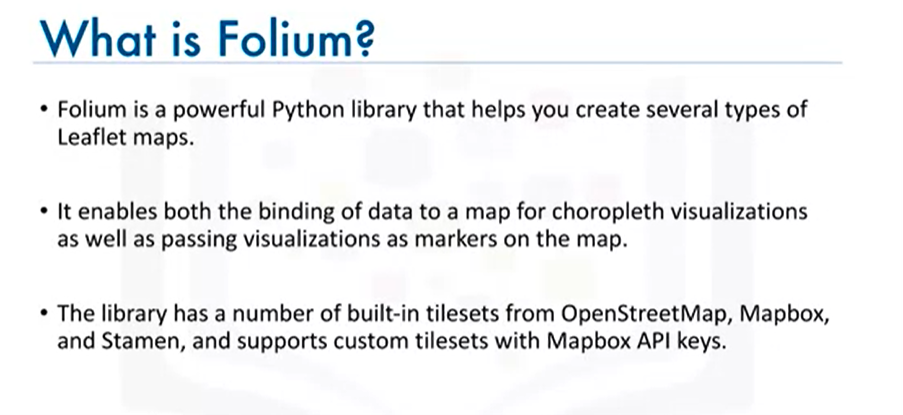 What is Folium?
• Folium is a powerful Python library that helps you create several types of
Leaflet maps.
• It enables both the binding of data to a map for choropleth visualizations
as well as passing visualizations as markers on the map.
• The library has a number of built-in tilesets from OpenStreetMap, Mapbox,
and Stamen, and supports custom tilesets with Mapbox API keys.